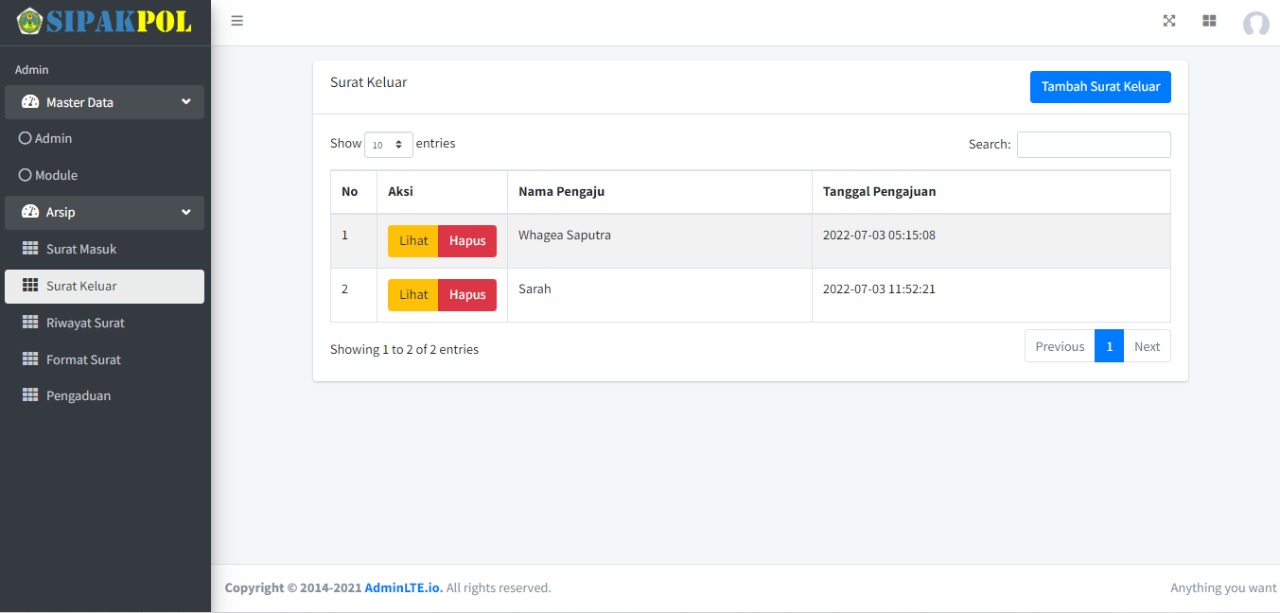 SIPAKPOL
Admin
Master Data
Admin
Module
Arsip
Surat Masuk
Surat Keluar
Riwayat Surat
Format Surat
Pengaduan
Surat Keluar
Tambah Surat Keluar
Show 10 entries
Search:
No Aksi Nama Pengaju Tanggal Pengajuan
1 Lihat Hapus Whagea Saputra 2022-07-03 05:15:08
2 Lihat Hapus Sarah 2022-07-03 11:52:21
Showing 1 to 2 of 2 entries
Previous 1 Next
Copyright © 2014-2021 AdminLTE.io. All rights reserved.
Anything you want